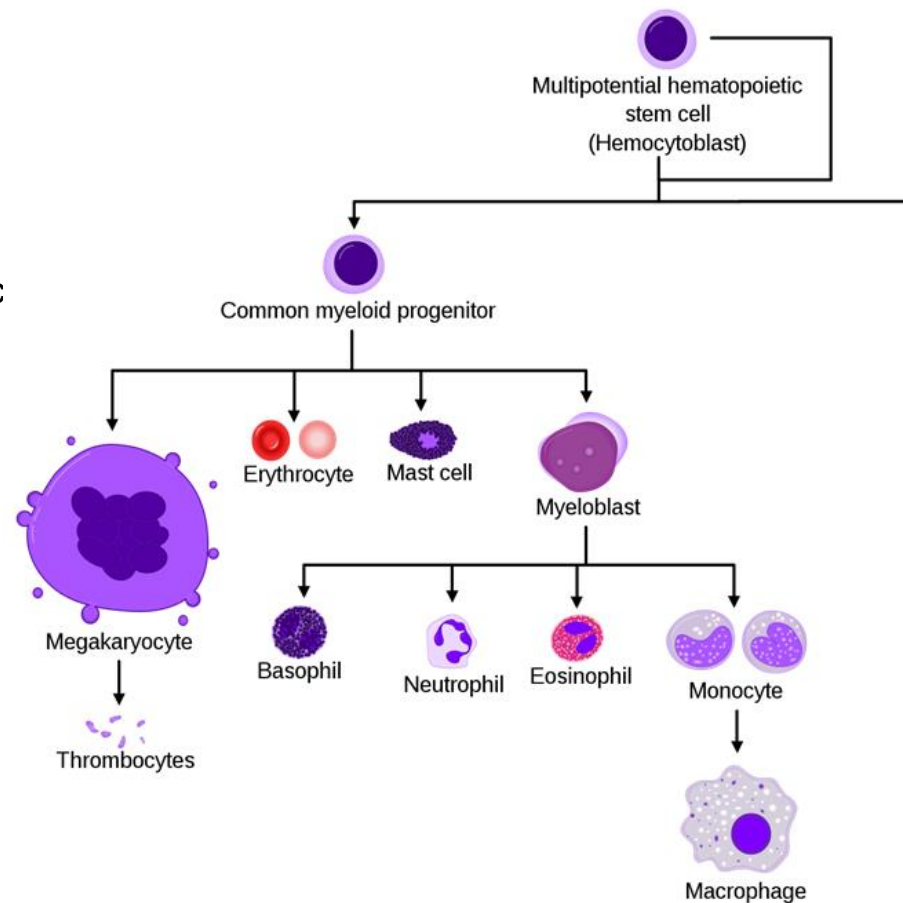 Multipotential hematopoietic
stem cell
(Hemocytoblast)
Common myeloid progenitor
Erythrocyte
Mast cell
Myeloblast
Megakaryocyte
Basophil
Neutrophil
Eosinophil
Monocyte
Thrombocytes
Macrophage